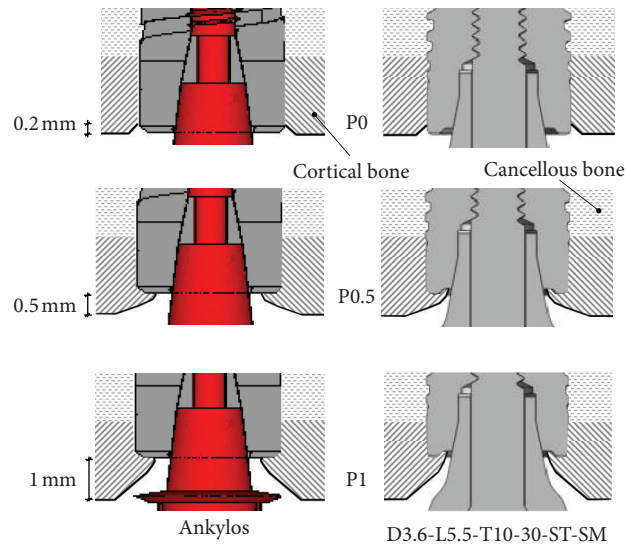 0.2 mm
P0
Cortical bone
Cancellous bone
0.5 mm
P0.5
1 mm
P1
Ankylos
D3.6-L5.5-T10-30-ST-SM